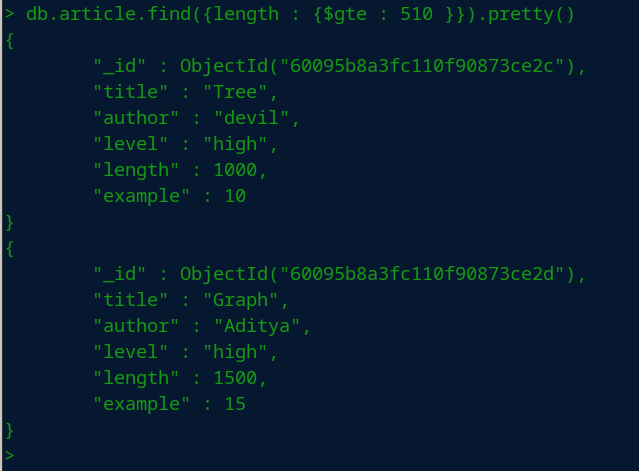 > db.article.find({length : {$gte : 510 }}).pretty()
{
        "_id" : ObjectId("60095b8a3fc110f90873ce2c"),
        "title" : "Tree",
        "author" : "devil",
        "level" : "high",
        "length" : 1000,
        "example" : 10
}
{
        "_id" : ObjectId("60095b8a3fc110f90873ce2d"),
        "title" : "Graph",
        "author" : "Aditya",
        "level" : "high",
        "length" : 1500,
        "example" : 15
}
>